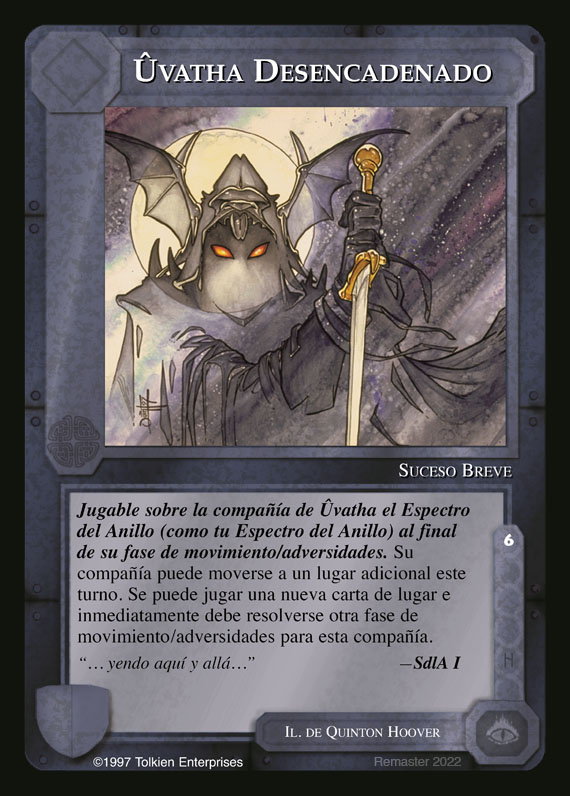 Ûvatha Desencadenado
Suceso Breve
Jugable sobre la compañía de Ûvatha el Espectro
del Anillo (como tu Espectro del Anillo) al final
de su fase de movimiento/adversidades. Su
compañía puede moverse a un lugar adicional este
turno. Se puede jugar una nueva carta de lugar e
inmediatamente debe resolverse otra fase de
movimiento/adversidades para esta compañía.
“… yendo aquí y allá…” —SdlA I
6
H
Il. de Quinton Hoover
©1997 Tolkien Enterprises Remaster 2022